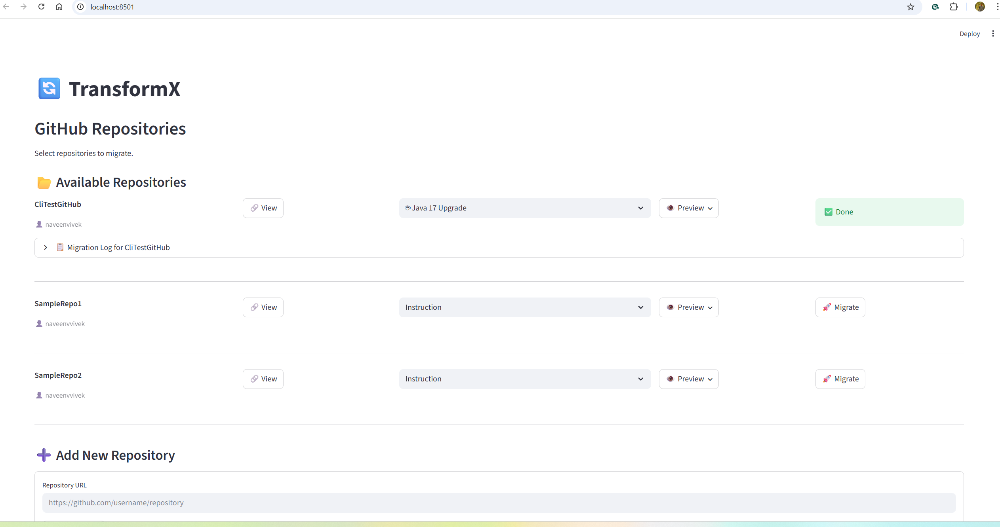 localhost:8501
Deploy
TransformX
GitHub Repositories
Select repositories to migrate.
Available Repositories
CliTestGitHub
View
Java 17 Upgrade
Preview
Done
naveenvivek
Migration Log for CliTestGitHub
SampleRepo1
View
Instruction
Preview
Migrate
naveenvvivek
SampleRepo2
View
Instruction
Preview
Migrate
naveenvvivek
Add New Repository
Repository URL
https://github.com/username/repository